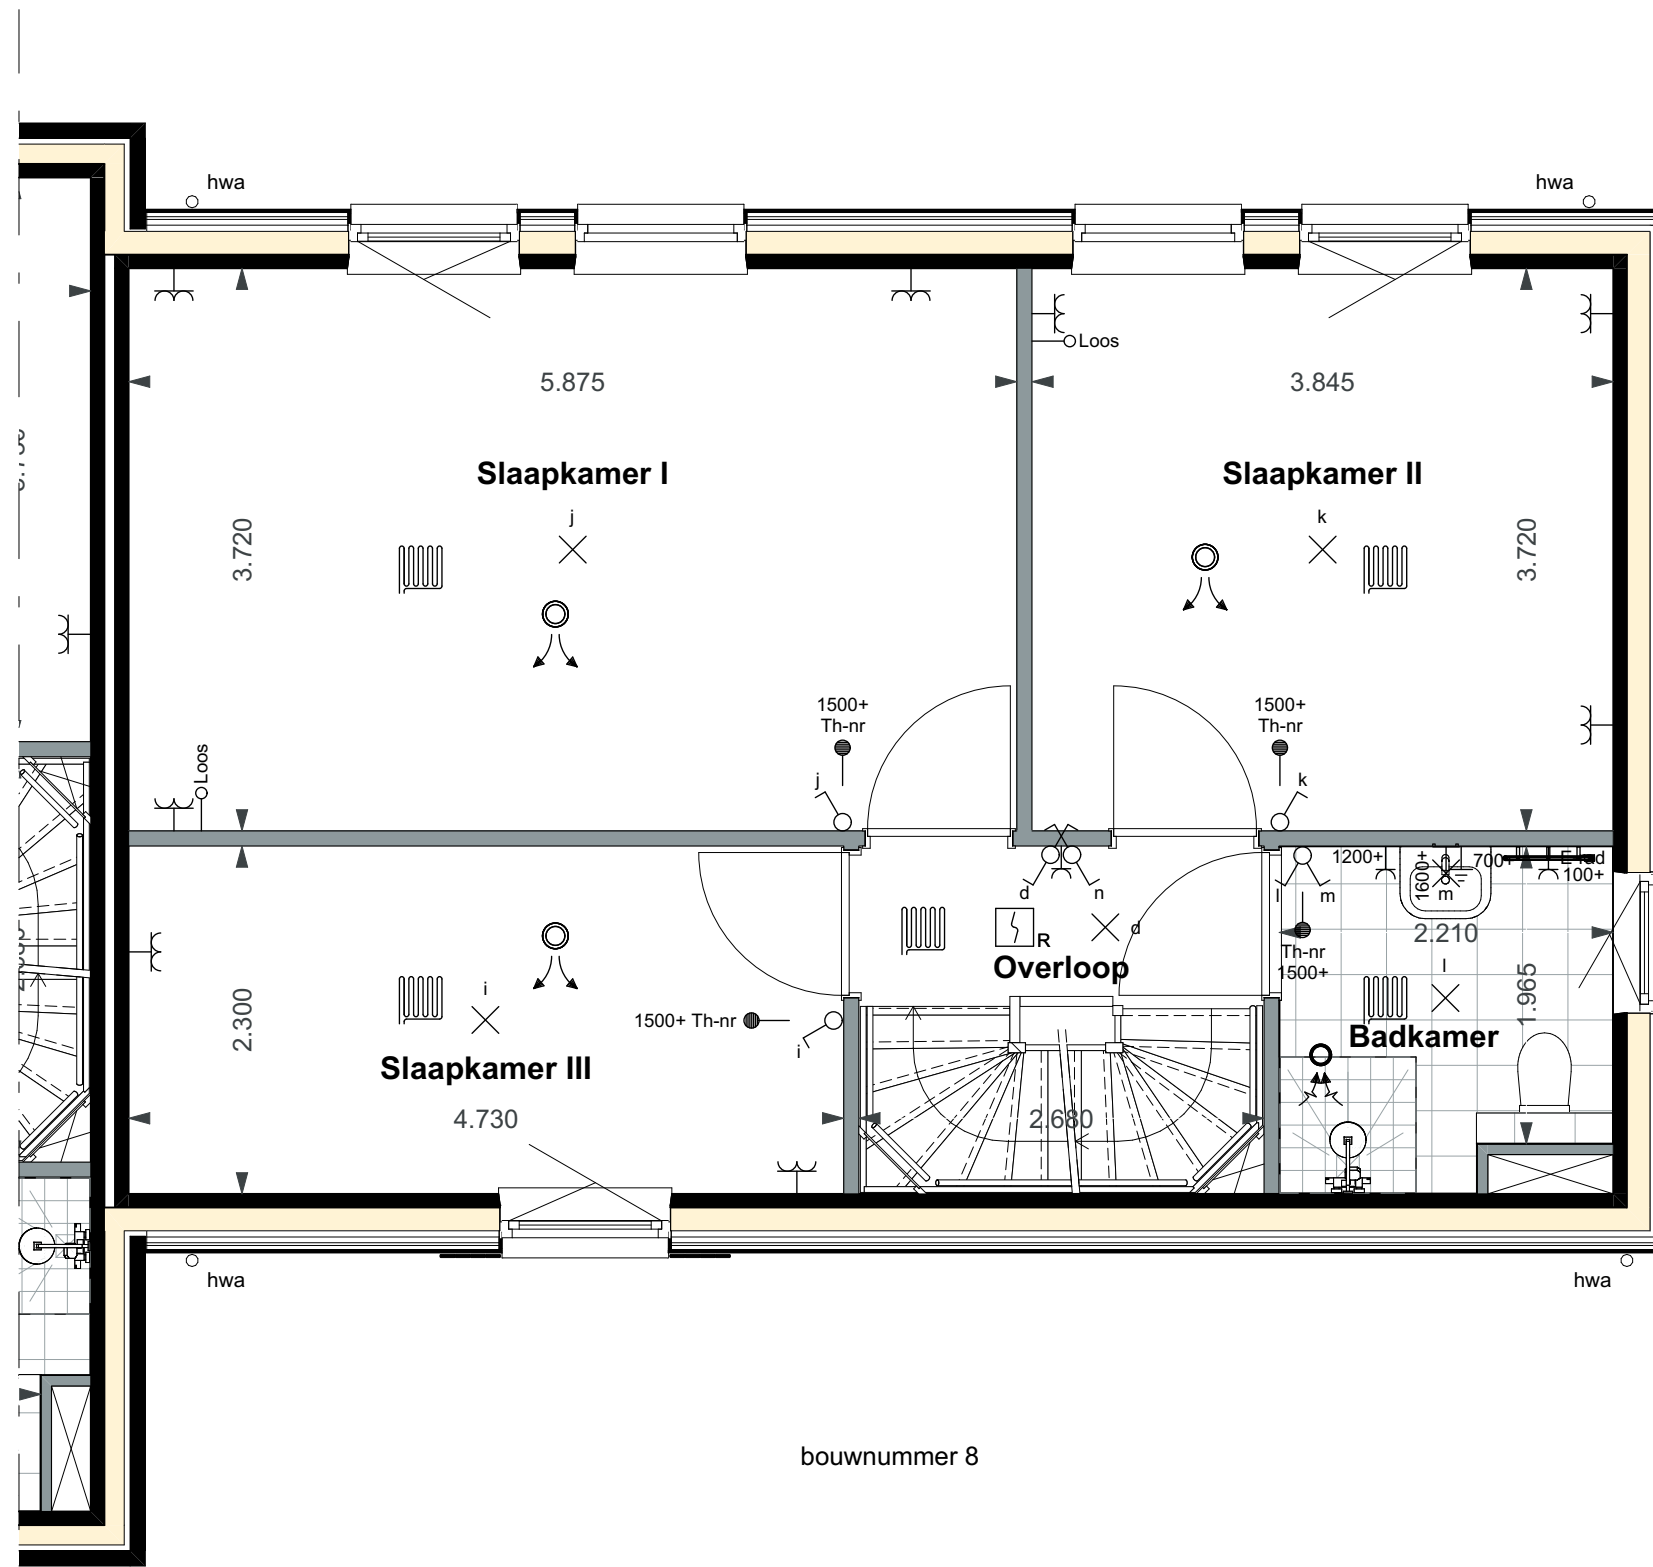 hwa
hwa
Loos
5.875
3.845
Slaapkamer I
Slaapkamer II
j
k
3.720
3.720
1500+
Th-nr
1500+
Th-nr
Loos
j
k
1200+
1600+
700+
E-rad
100+
d
n
l
m
m
R
d
2.210
Overloop
Th-nr
1500+
l
1.965
2.300
i
1500+ Th-nr
i
Badkamer
Slaapkamer III
4.730
2.680
hwa
hwa
bouwnummer 8